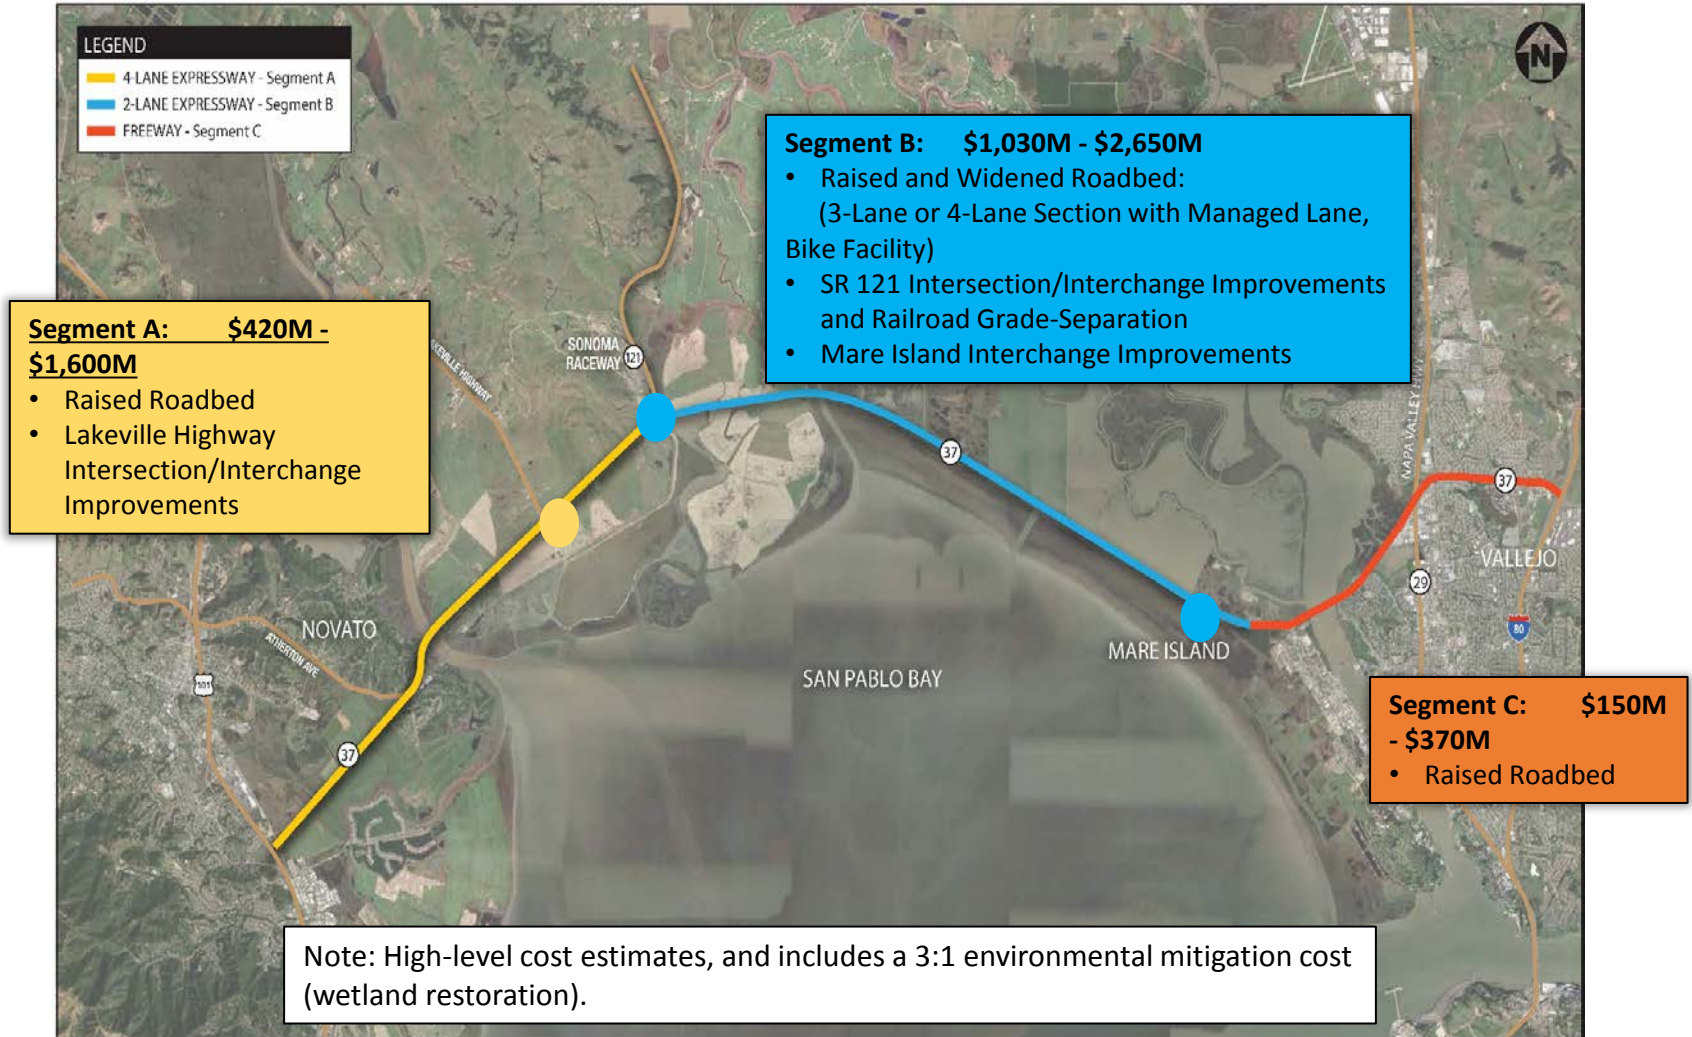 LEGEND
4-LANE EXPRESSWAY - Segment A
2-LANE EXPRESSWAY - Segment B
FREEWAY - Segment C
N
Segment B: $1,030M - $2,650M
• Raised and Widened Roadbed:
(3-Lane or 4-Lane Section with Managed Lane,
Bike Facility)
• SR 121 Intersection/Interchange Improvements
and Railroad Grade-Separation
• Mare Island Interchange Improvements
Segment A: $420M -
$1,600M
• Raised Roadbed
• Lakeville Highway
Intersection/Interchange
Improvements
HIGHWAY
SONOMA
RACEWAY
121
37
NAPA VALLEY HWY
37
VALLEJO
29
80
NOVATO
ATHERTON AVE
101
MARE ISLAND
SAN PABLO BAY
37
Segment C: $150M
- $370M
• Raised Roadbed
Note: High-level cost estimates, and includes a 3:1 environmental mitigation cost
(wetland restoration).